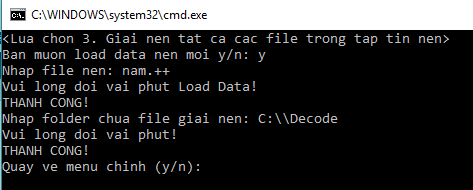 C:\WINDOWS\system32\cmd.exe
<Lua chon 3. Giai nen tat ca cac file trong tap tin nen>
Ban muon load data nen moi y/n: y
Nhap file nen: nam.++
Vui long doi vai phut Load Data!
THANH CONG!
Nhap folder chua file giai nen: C:\\Decode
Vui long doi vai phut!
THANH CONG!
Quay ve menu chinh (y/n):